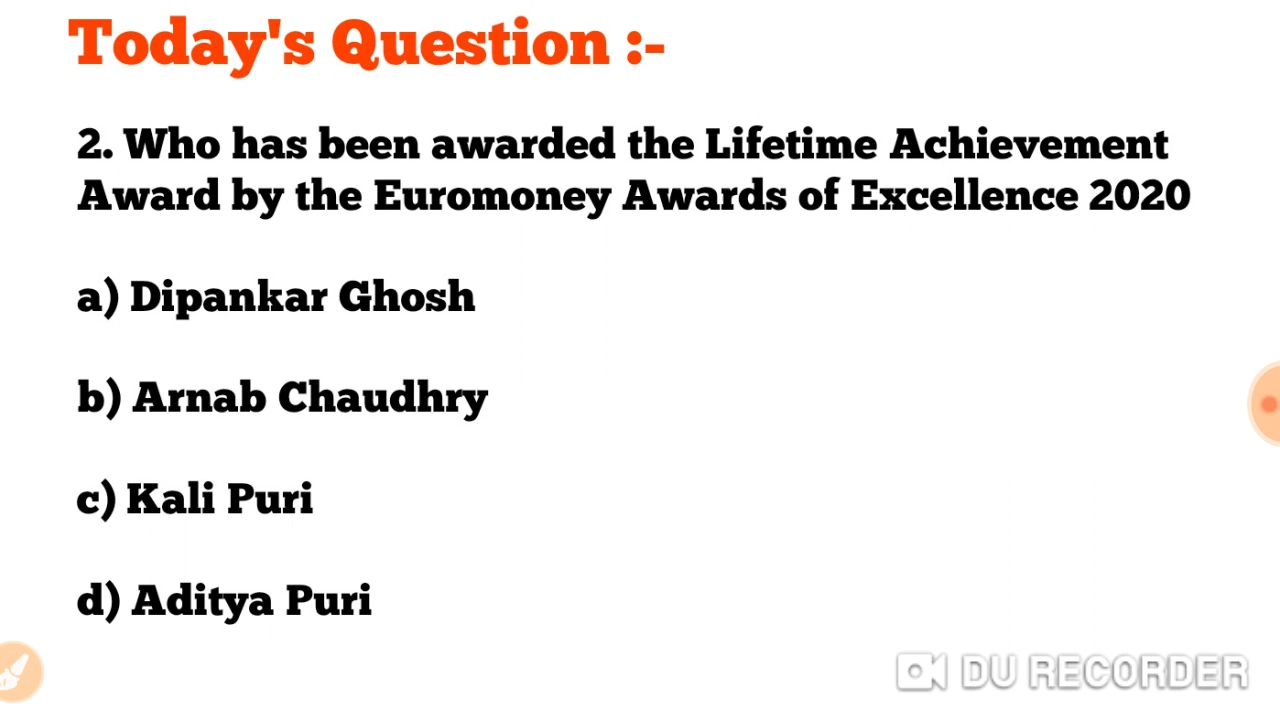 Today's Question :-
2. Who has been awarded the Lifetime Achievement
Award by the Euromoney Awards of Excellence 2020
a) Dipankar Ghosh
b) Arnab Chaudhry
c) Kali Puri
d) Aditya Puri
DU RECORDER